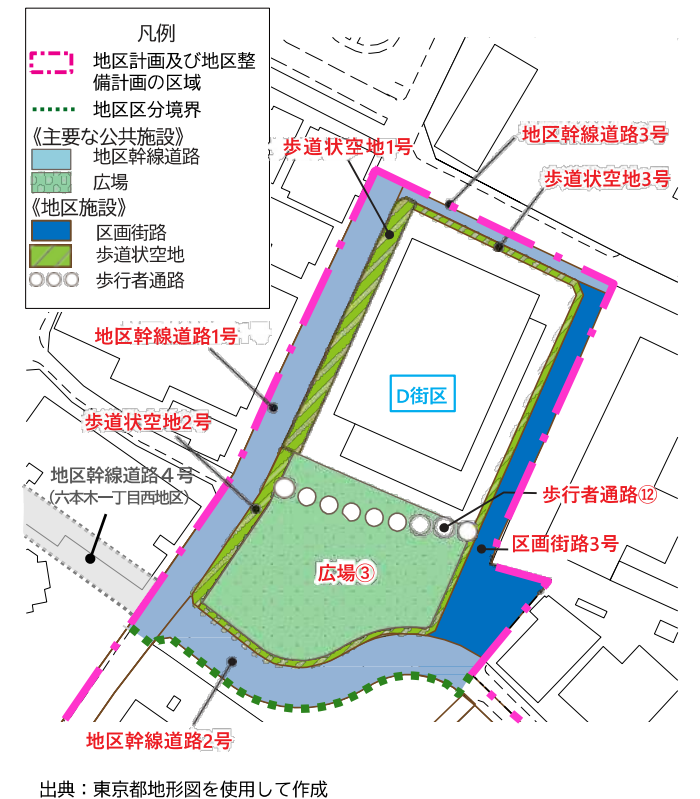 凡例
地区計画及び地区整
備計画の区域
地区区分境界
《主要な公共施設》
地区幹線道路
広場
《地区施設》
区画街路
歩道状空地
歩行者通路
歩道状空地1号
地区幹線道路3号
歩道状空地3号
地区幹線道路1号
D街区
歩道状空地2号
地区幹線道路４号
（六本木一丁目西地区）
歩行者通路⑫
区画街路3号
広場③
地区幹線道路2号
出典：東京都地形図を使用して作成